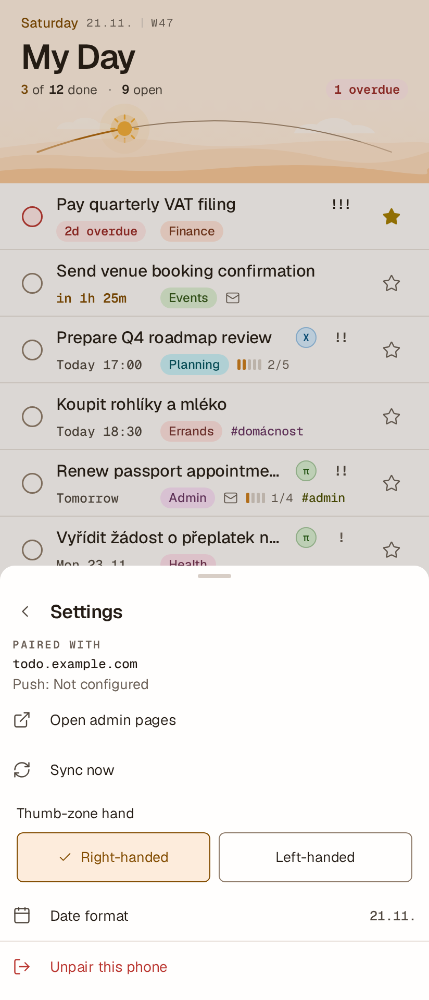 Saturday 21.11. | W47
My Day
3 of 12 done · 9 open
1 overdue
Pay quarterly VAT filing !!!
2d overdue Finance
Send venue booking confirmation
in 1h 25m Events
Prepare Q4 roadmap review X !!
Today 17:00 Planning 2/5
Koupit rohlíky a mléko
Today 18:30 Errands #domácnost
Renew passport appointme… π !!
Tomorrow Admin 1/4 #admin
Vyřídit žádost o přeplatek n… π !
Mon 23.11. Health
Settings
PAIRED WITH
todo.example.com
Push: Not configured
Open admin pages
Sync now
Thumb-zone hand
Right-handed Left-handed
Date format 21.11.
Unpair this phone